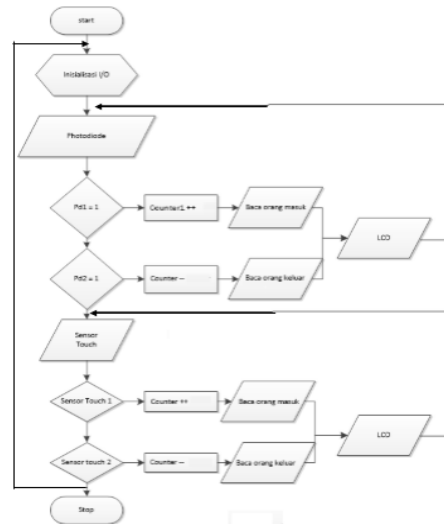 start
Inisialisasi I/O
Photodiode
Pd1 = 1
Counter1 ++
Baca orang masuk
LCD
Pd2 = 1
Counter --
Baca orang keluar
Sensor
Touch
Sensor Touch 1
Counter ++
Baca orang masuk
LCD
Sensor touch 2
Counter --
Baca orang keluar
Stop